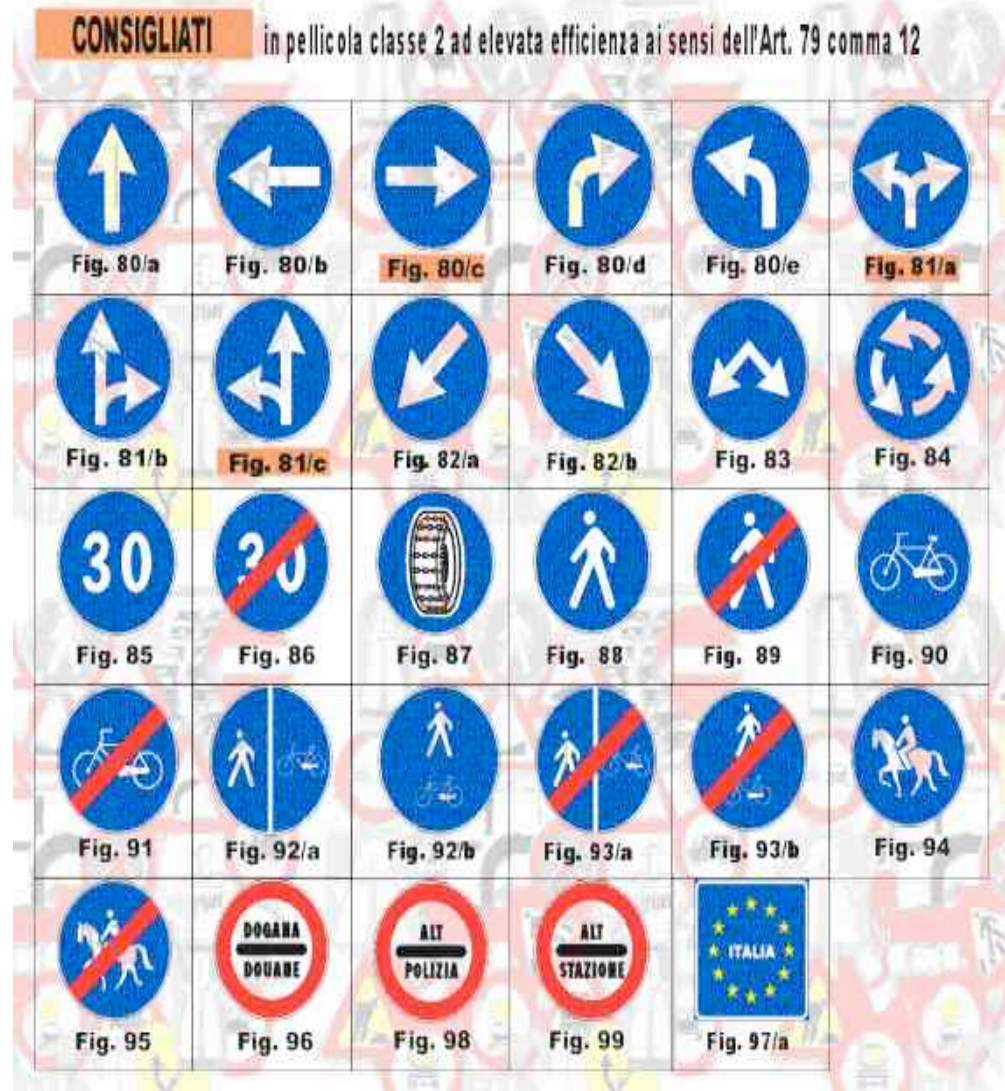 CONSIGLIATI in pellicola classe 2 ad elevata efficienza ai sensi dell'Art. 79 comma 12
Fig. 80/a Fig. 80/b Fig. 80/c Fig. 80/d Fig. 80/e Fig. 81/a
Fig. 81/b Fig. 81/c Fig. 82/a Fig. 82/b Fig. 83 Fig. 84
30 30
Fig. 85 Fig. 86 Fig. 87 Fig. 88 Fig. 89 Fig. 90
Fig. 91 Fig. 92/a Fig. 92/b Fig. 93/a Fig. 93/b Fig. 94
DOGANA ALT ALT ITALIA
DOUANE POLIZIA STAZIONE
Fig. 95 Fig. 96 Fig. 98 Fig. 99 Fig. 97/a